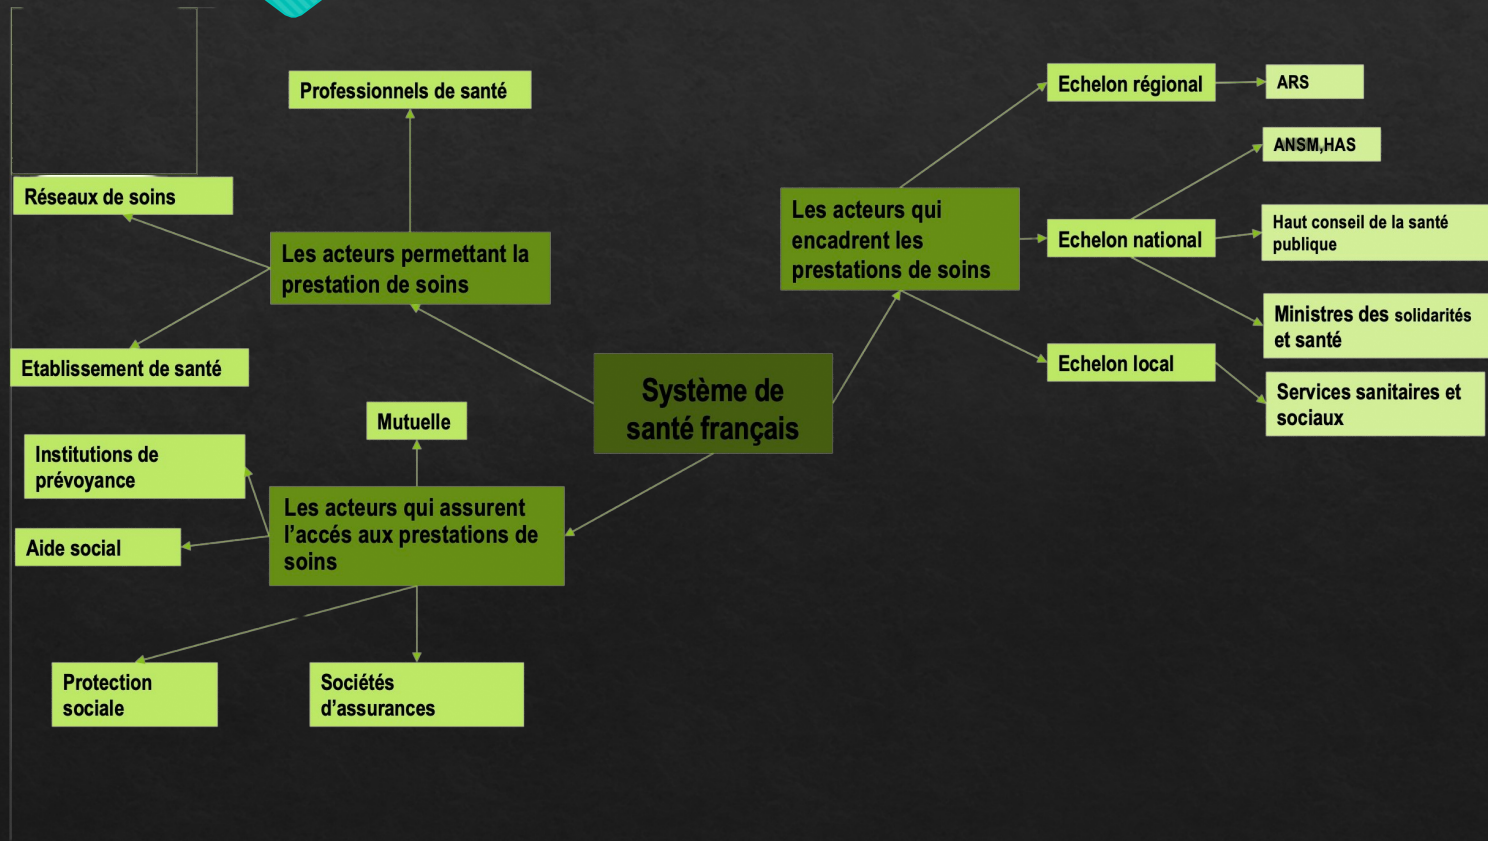 Professionnels de santé
Réseaux de soins
Les acteurs permettant la
prestation de soins
Etablissement de santé
Système de
santé français
Mutuelle
Institutions de
prévoyance
Les acteurs qui assurent
l'accés aux prestations de
soins
Aide social
Protection
sociale
Sociétés
d'assurances
Les acteurs qui
encadrent les
prestations de soins
Echelon régional
ARS
Echelon national
ANSM,HAS
Haut conseil de la santé
publique
Ministres des solidarités
et santé
Echelon local
Services sanitaires et
sociaux